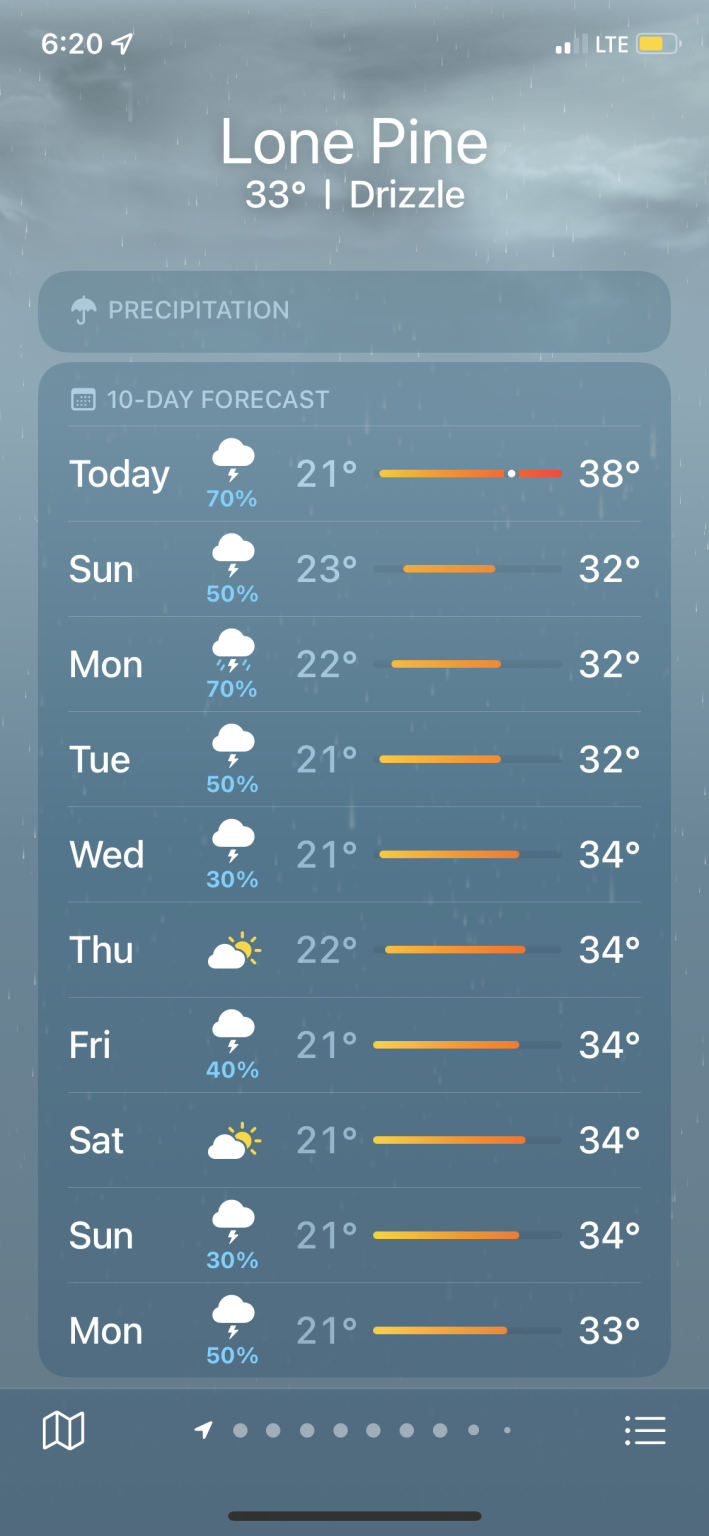 6:20 LTE
Lone Pine
33° | Drizzle
PRECIPITATION
10-DAY FORECAST
Today 70% 21° 38°
Sun 50% 23° 32°
Mon 70% 22° 32°
Tue 50% 21° 32°
Wed 30% 21° 34°
Thu 22° 34°
Fri 40% 21° 34°
Sat 21° 34°
Sun 30% 21° 34°
Mon 50% 21° 33°